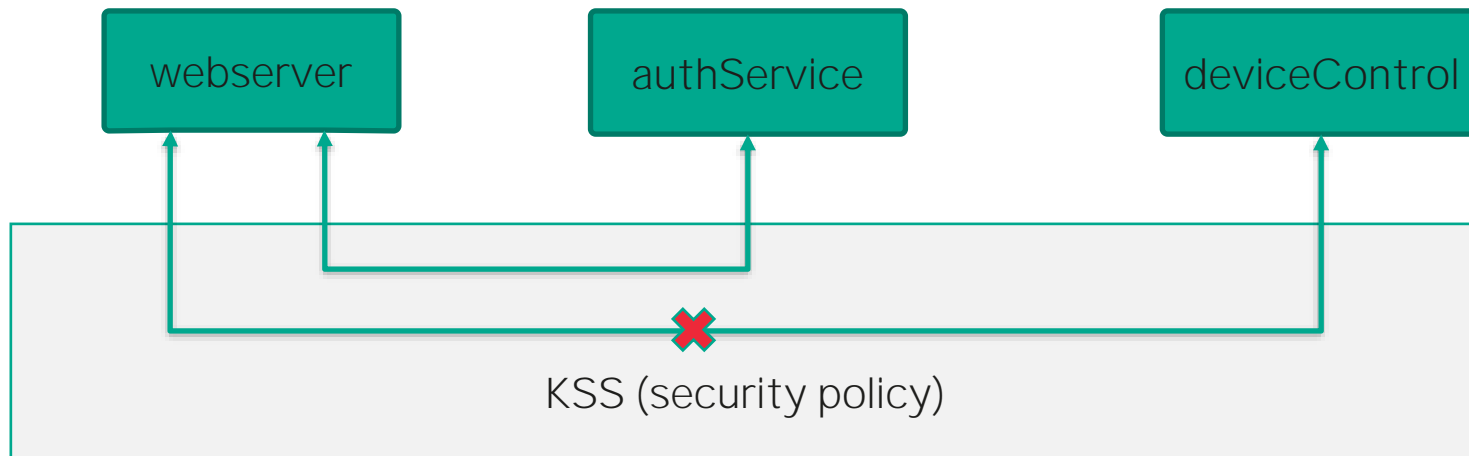 webserver
authService
deviceControl
KSS (security policy)